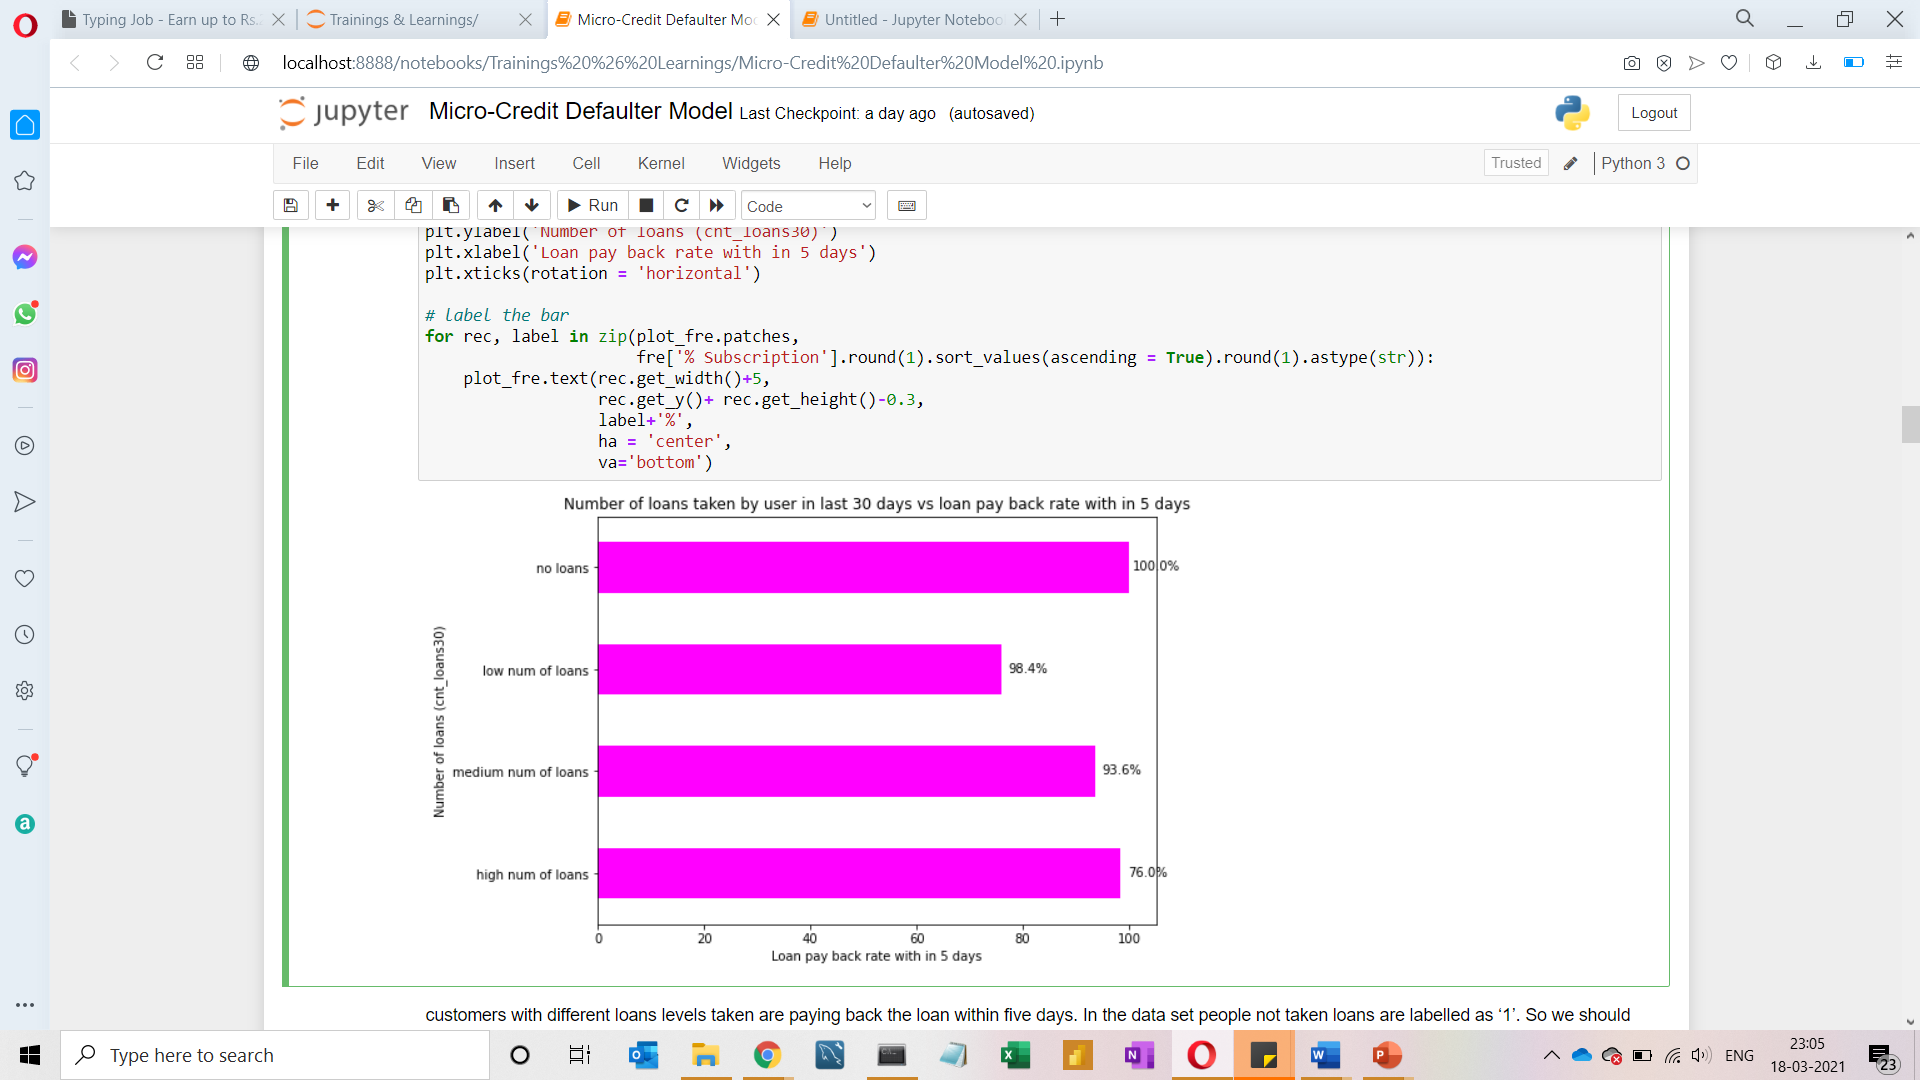 Typing Job - Earn up to Rs.
Trainings & Learnings/
Micro-Credit Defaulter Mod
Untitled - Jupyter Noteboo
localhost:8888/notebooks/Trainings%20%26%20Learnings/Micro-Credit%20Defaulter%20Model%20.ipynb
jupyter Micro-Credit Defaulter Model Last Checkpoint: a day ago (autosaved)
Logout
File Edit View Insert Cell Kernel Widgets Help
Trusted
Python 3
Run
Code
plt.ylabel('Number of loans (cnt_loans30)')
plt.xlabel('Loan pay back rate with in 5 days')
plt.xticks(rotation = 'horizontal')
# label the bar
for rec, label in zip(plot_fre.patches,
fre['% Subscription'].round(1).sort_values(ascending = True).round(1).astype(str)):
plot_fre.text(rec.get_width()+5,
rec.get_y()+ rec.get_height()-0.3,
label+'%',
ha = 'center',
va='bottom')
Number of loans taken by user in last 30 days vs loan pay back rate with in 5 days
Number of loans (cnt_loans30)
no loans
100.0%
low num of loans
98.4%
medium num of loans
93.6%
high num of loans
76.0%
0 20 40 60 80 100
Loan pay back rate with in 5 days
customers with different loans levels taken are paying back the loan within five days. In the data set people not taken loans are labelled as ‘1’. So we should
Type here to search
ENG
23:05
18-03-2021
23